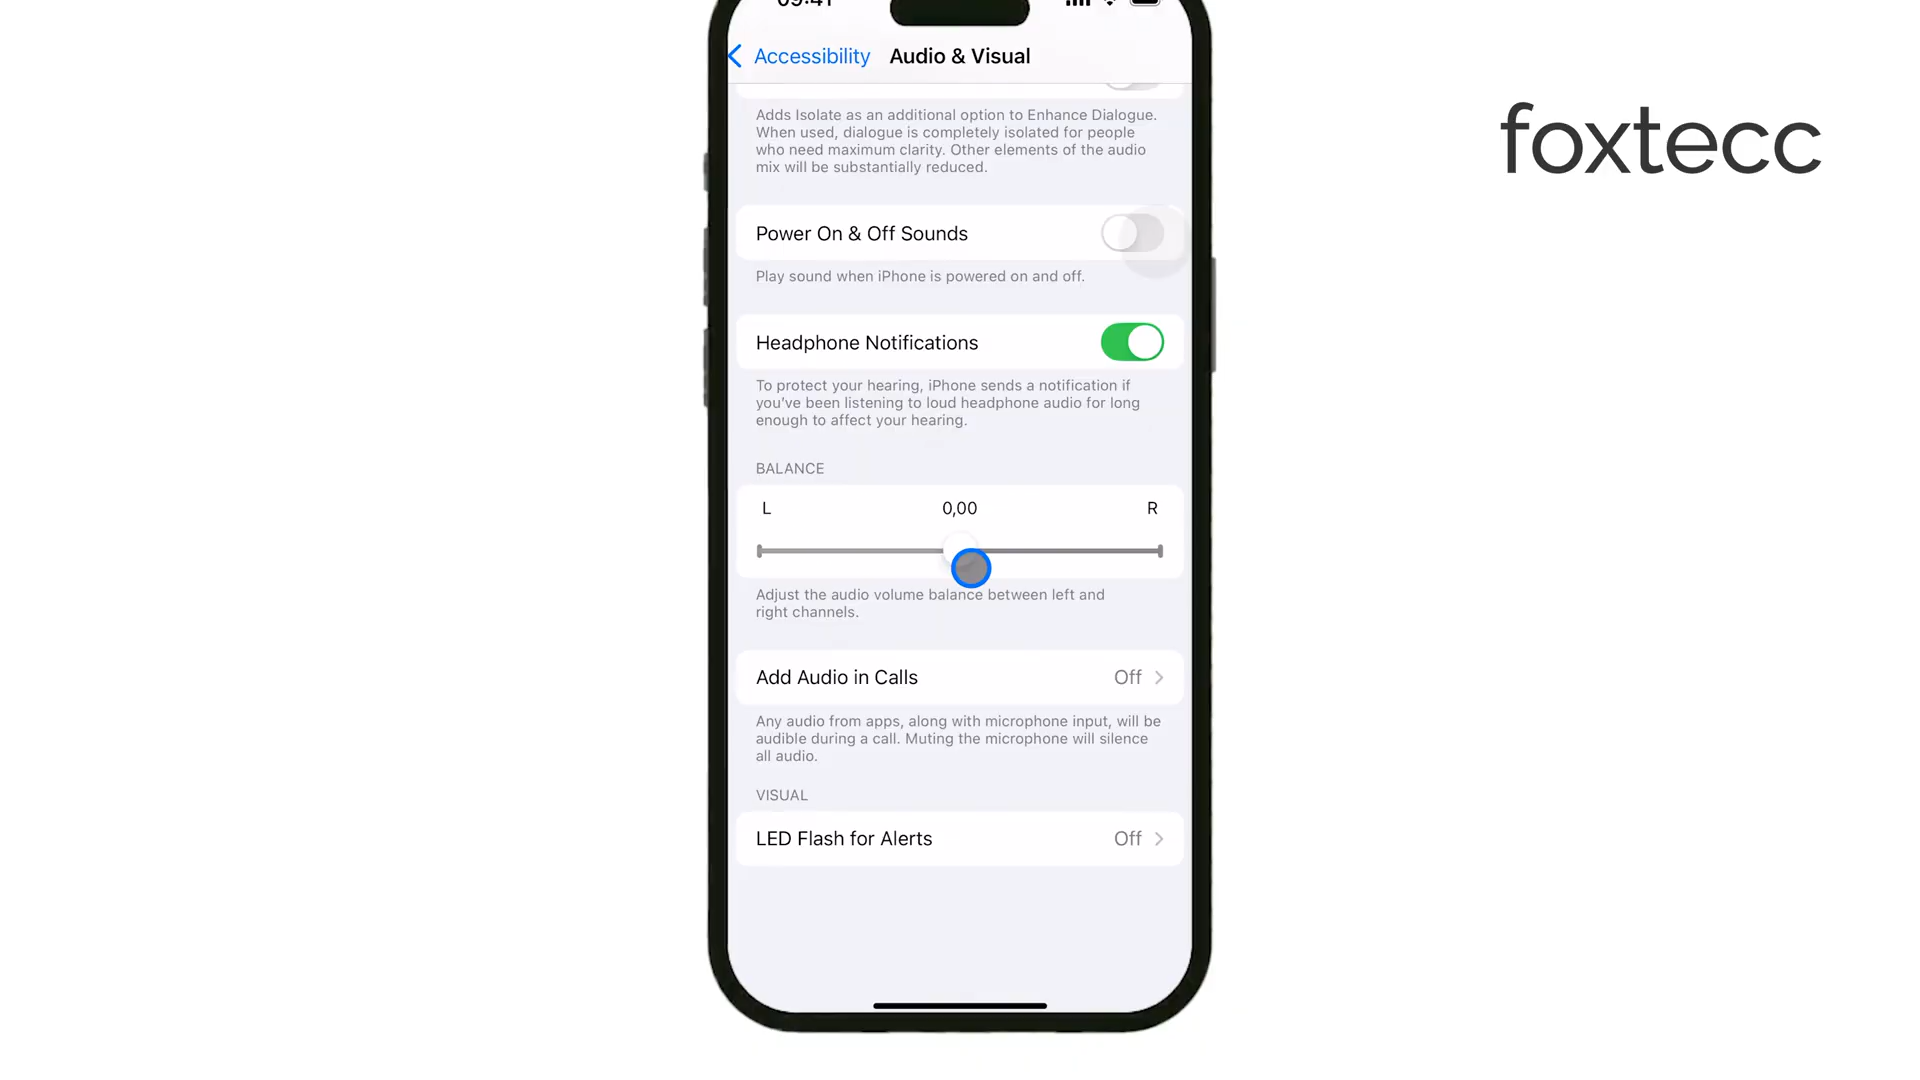 09:41
Accessibility Audio & Visual
foxtecc
Adds Isolate as an additional option to Enhance Dialogue.
When used, dialogue is completely isolated for people
who need maximum clarity. Other elements of the audio
mix will be substantially reduced.
Power On & Off Sounds
Play sound when iPhone is powered on and off.
Headphone Notifications
To protect your hearing, iPhone sends a notification if
you've been listening to loud headphone audio for long
enough to affect your hearing.
BALANCE
L 0,00 R
Adjust the audio volume balance between left and
right channels.
Add Audio in Calls Off
Any audio from apps, along with microphone input, will be
audible during a call. Muting the microphone will silence
all audio.
VISUAL
LED Flash for Alerts Off